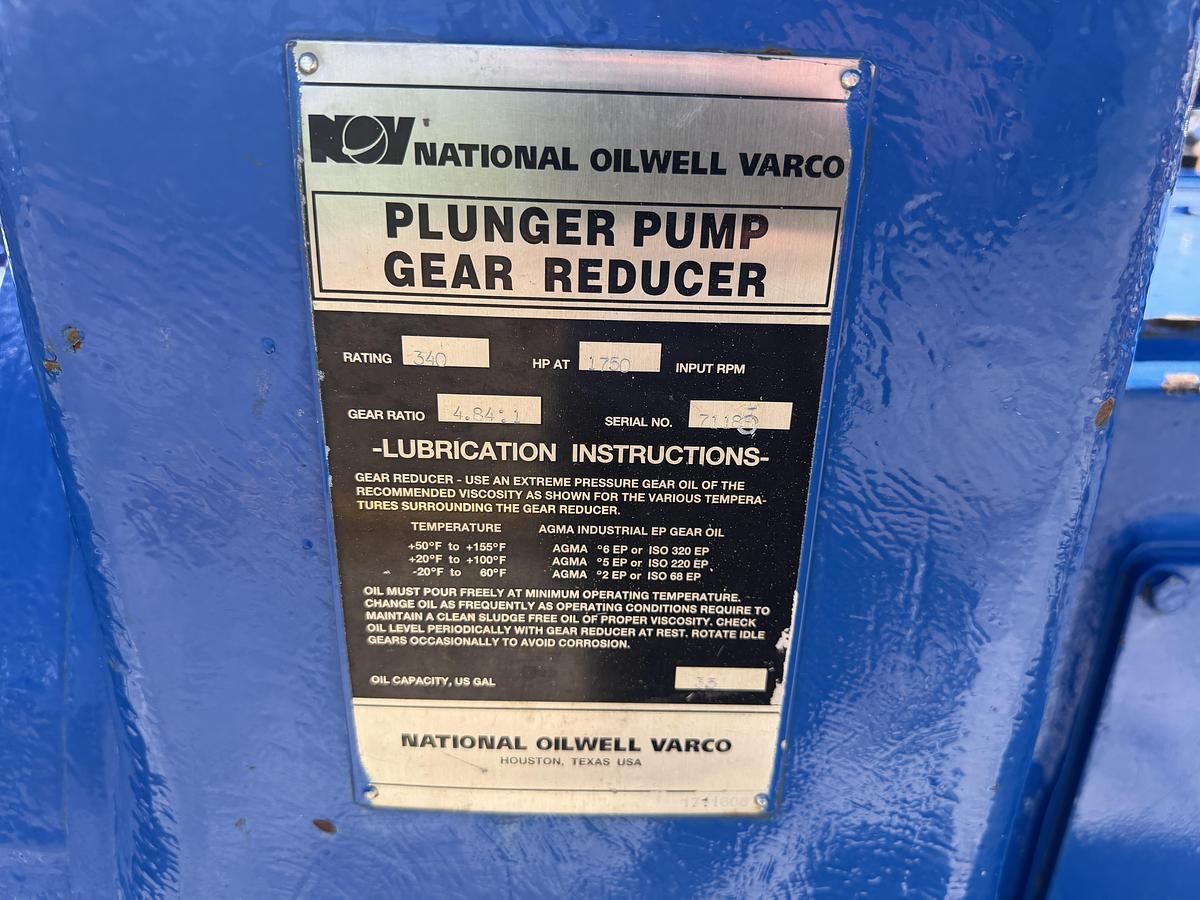 NOV NATIONAL OILWELL VARCO
PLUNGER PUMP
GEAR REDUCER
RATING 340 HP AT 1750 INPUT RPM
GEAR RATIO 4.84:1 SERIAL NO.
-LUBRICATION INSTRUCTIONS-
GEAR REDUCER - USE AN EXTREME PRESSURE GEAR OIL OF THE
RECOMMENDED VISCOSITY AS SHOWN FOR THE VARIOUS TEMPERA-
TURES SURROUNDING THE GEAR REDUCER.
TEMPERATURE AGMA INDUSTRIAL EP GEAR OIL
+50°F to +155°F AGMA °6 EP or ISO 320 EP
+20°F to +100°F AGMA °5 EP or ISO 220 EP
-20°F to 60°F AGMA °2 EP or ISO 68 EP
OIL MUST POUR FREELY AT MINIMUM OPERATING TEMPERATURE.
CHANGE OIL AS FREQUENTLY AS OPERATING CONDITIONS REQUIRE TO
MAINTAIN A CLEAN SLUDGE FREE OIL OF PROPER VISCOSITY. CHECK
OIL LEVEL PERIODICALLY WITH GEAR REDUCER AT REST. ROTATE IDLE
GEARS OCCASIONALLY TO AVOID CORROSION.
OIL CAPACITY, US GAL 35
NATIONAL OILWELL VARCO
HOUSTON, TEXAS USA